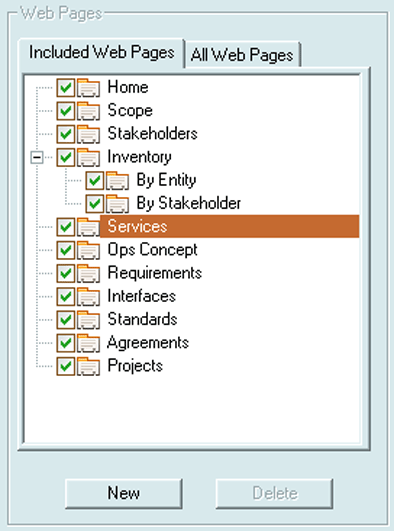 Web Pages
Included Web Pages
All Web Pages
Home
Scope
Stakeholders
Inventory
By Entity
By Stakeholder
Services
Ops Concept
Requirements
Interfaces
Standards
Agreements
Projects
New
Delete